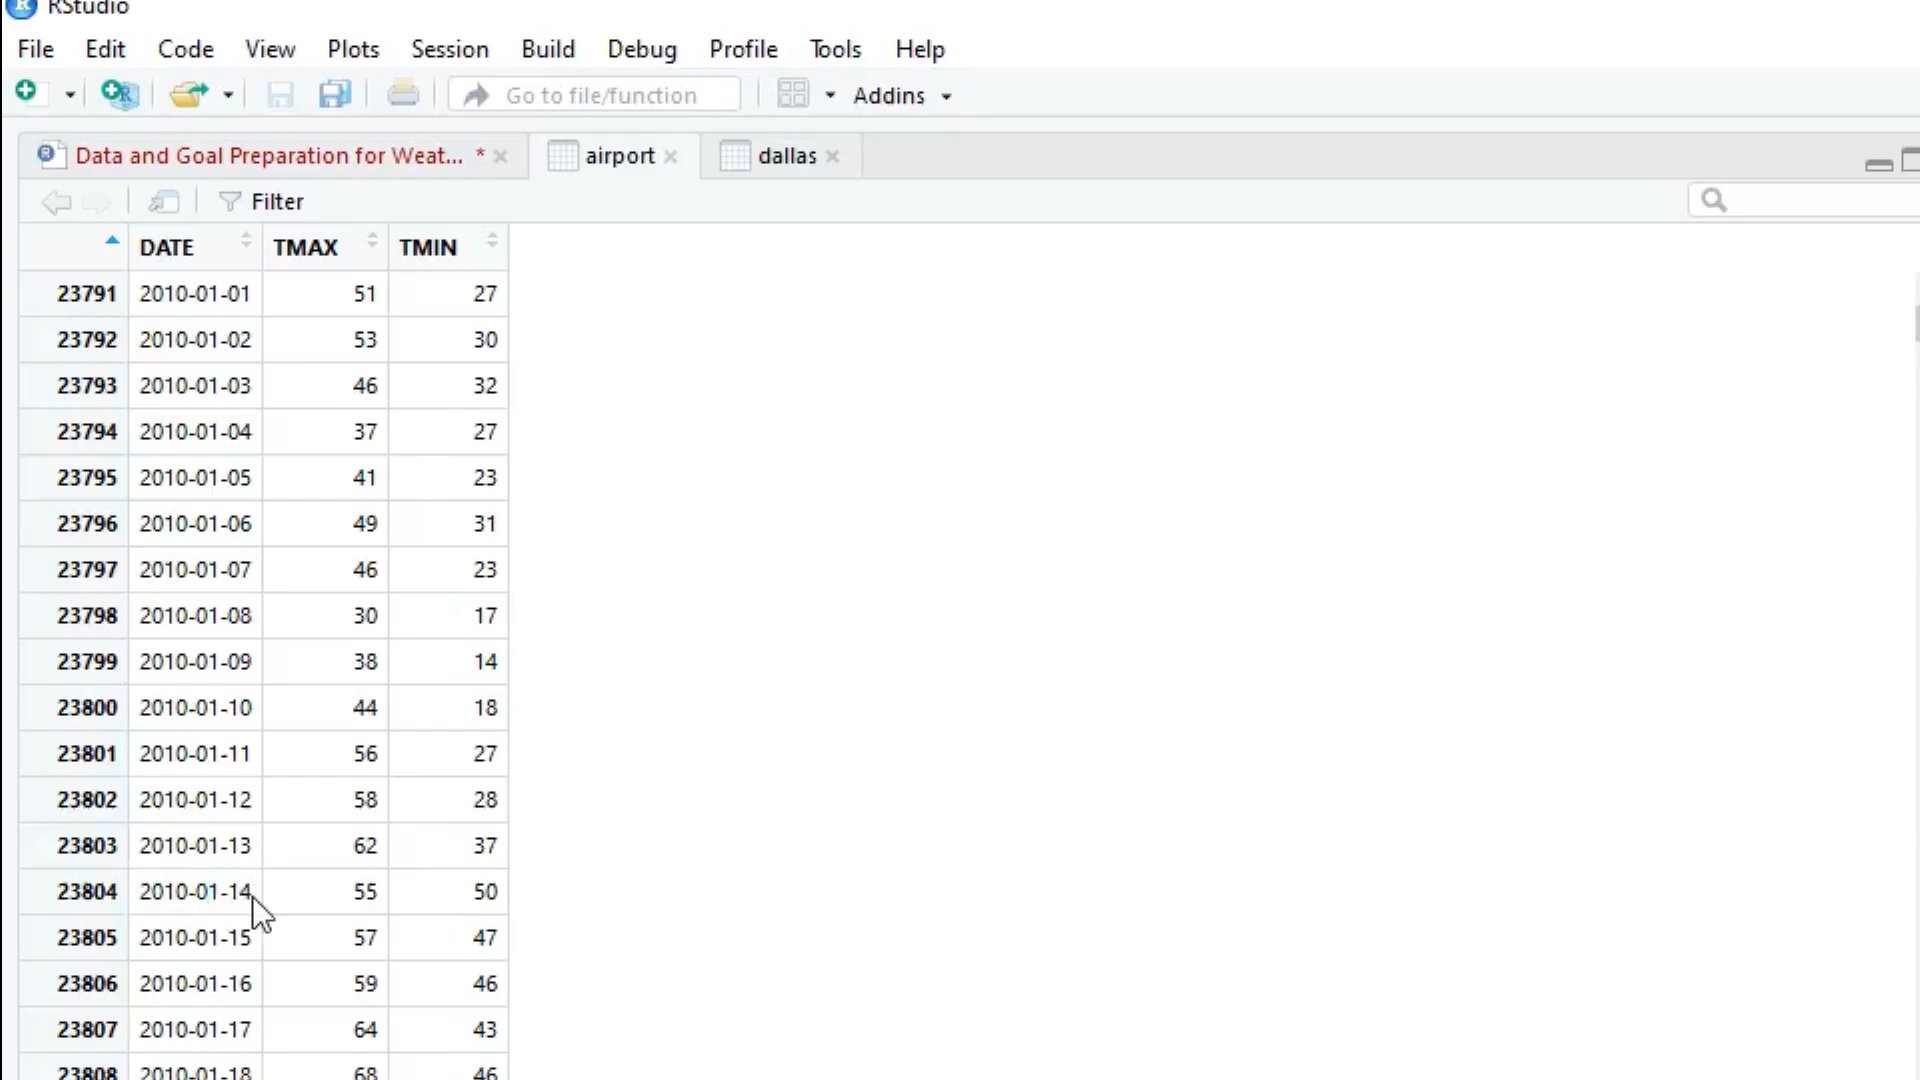 RStudio
File Edit Code View Plots Session Build Debug Profile Tools Help
Go to file/function Addins
Data and Goal Preparation for Weat... * airport dallas
Filter
DATE TMAX TMIN
23791 2010-01-01 51 27
23792 2010-01-02 53 30
23793 2010-01-03 46 32
23794 2010-01-04 37 27
23795 2010-01-05 41 23
23796 2010-01-06 49 31
23797 2010-01-07 46 23
23798 2010-01-08 30 17
23799 2010-01-09 38 14
23800 2010-01-10 44 18
23801 2010-01-11 56 27
23802 2010-01-12 58 28
23803 2010-01-13 62 37
23804 2010-01-14 55 50
23805 2010-01-15 57 47
23806 2010-01-16 59 46
23807 2010-01-17 64 43
23808 2010-01-18 68 46